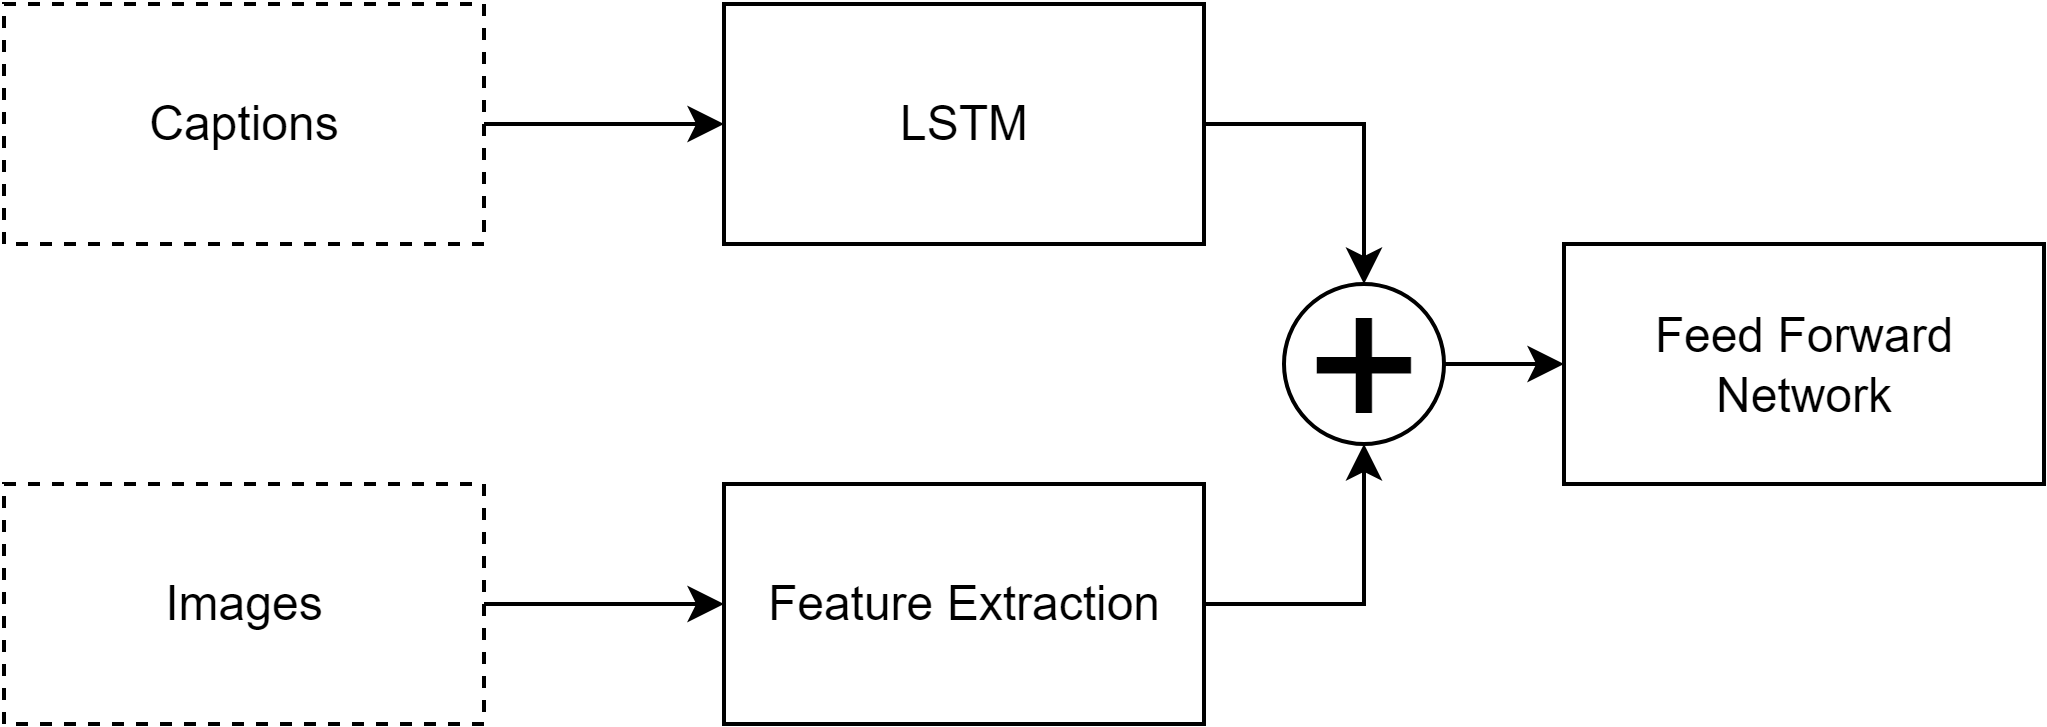 Captions
LSTM
Feed Forward
Network
Images
Feature Extraction